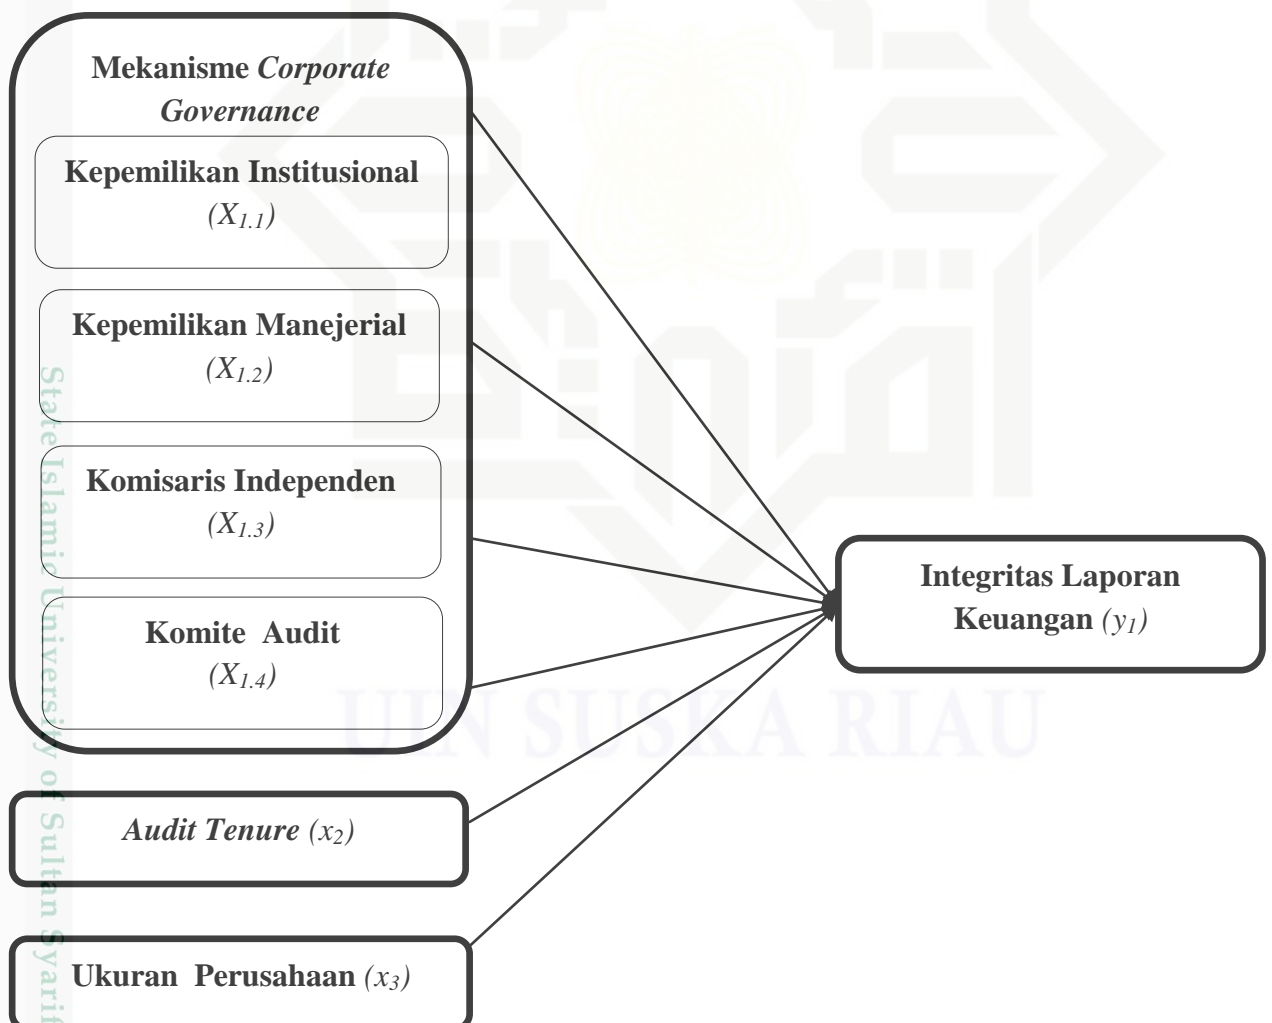 Mekanisme Corporate
Governance
Kepemilikan Institusional
(X1.1)
Kepemilikan Manejerial
(X1.2)
Komisaris Independen
(X1.3)
Komite Audit
(X1.4)
Audit Tenure (x2)
Ukuran Perusahaan (x3)
Integritas Laporan
Keuangan (y1)
UIN SUSKA RIAU
State Islamic University of Sultan Syarif